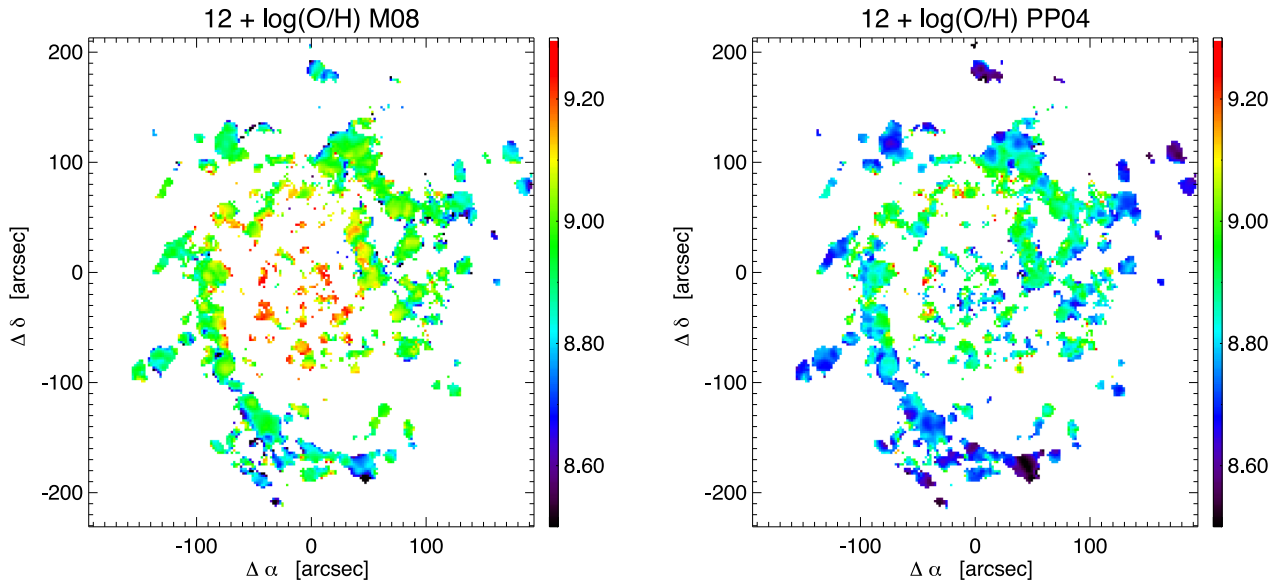 12 + log(O/H) M08
200
100
0
-100
-200
Δ δ [arcsec]
-100 0 100
Δ α [arcsec]
9.20
9.00
8.80
8.60
12 + log(O/H) PP04
200
100
0
-100
-200
Δ δ [arcsec]
-100 0 100
Δ α [arcsec]
9.20
9.00
8.80
8.60